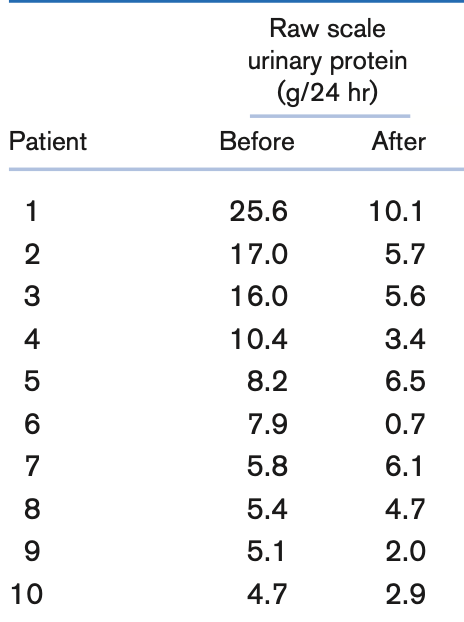 Raw scale
urinary protein
(g/24 hr)
Patient Before After
1 25.6 10.1
2 17.0 5.7
3 16.0 5.6
4 10.4 3.4
5 8.2 6.5
6 7.9 0.7
7 5.8 6.1
8 5.4 4.7
9 5.1 2.0
10 4.7 2.9